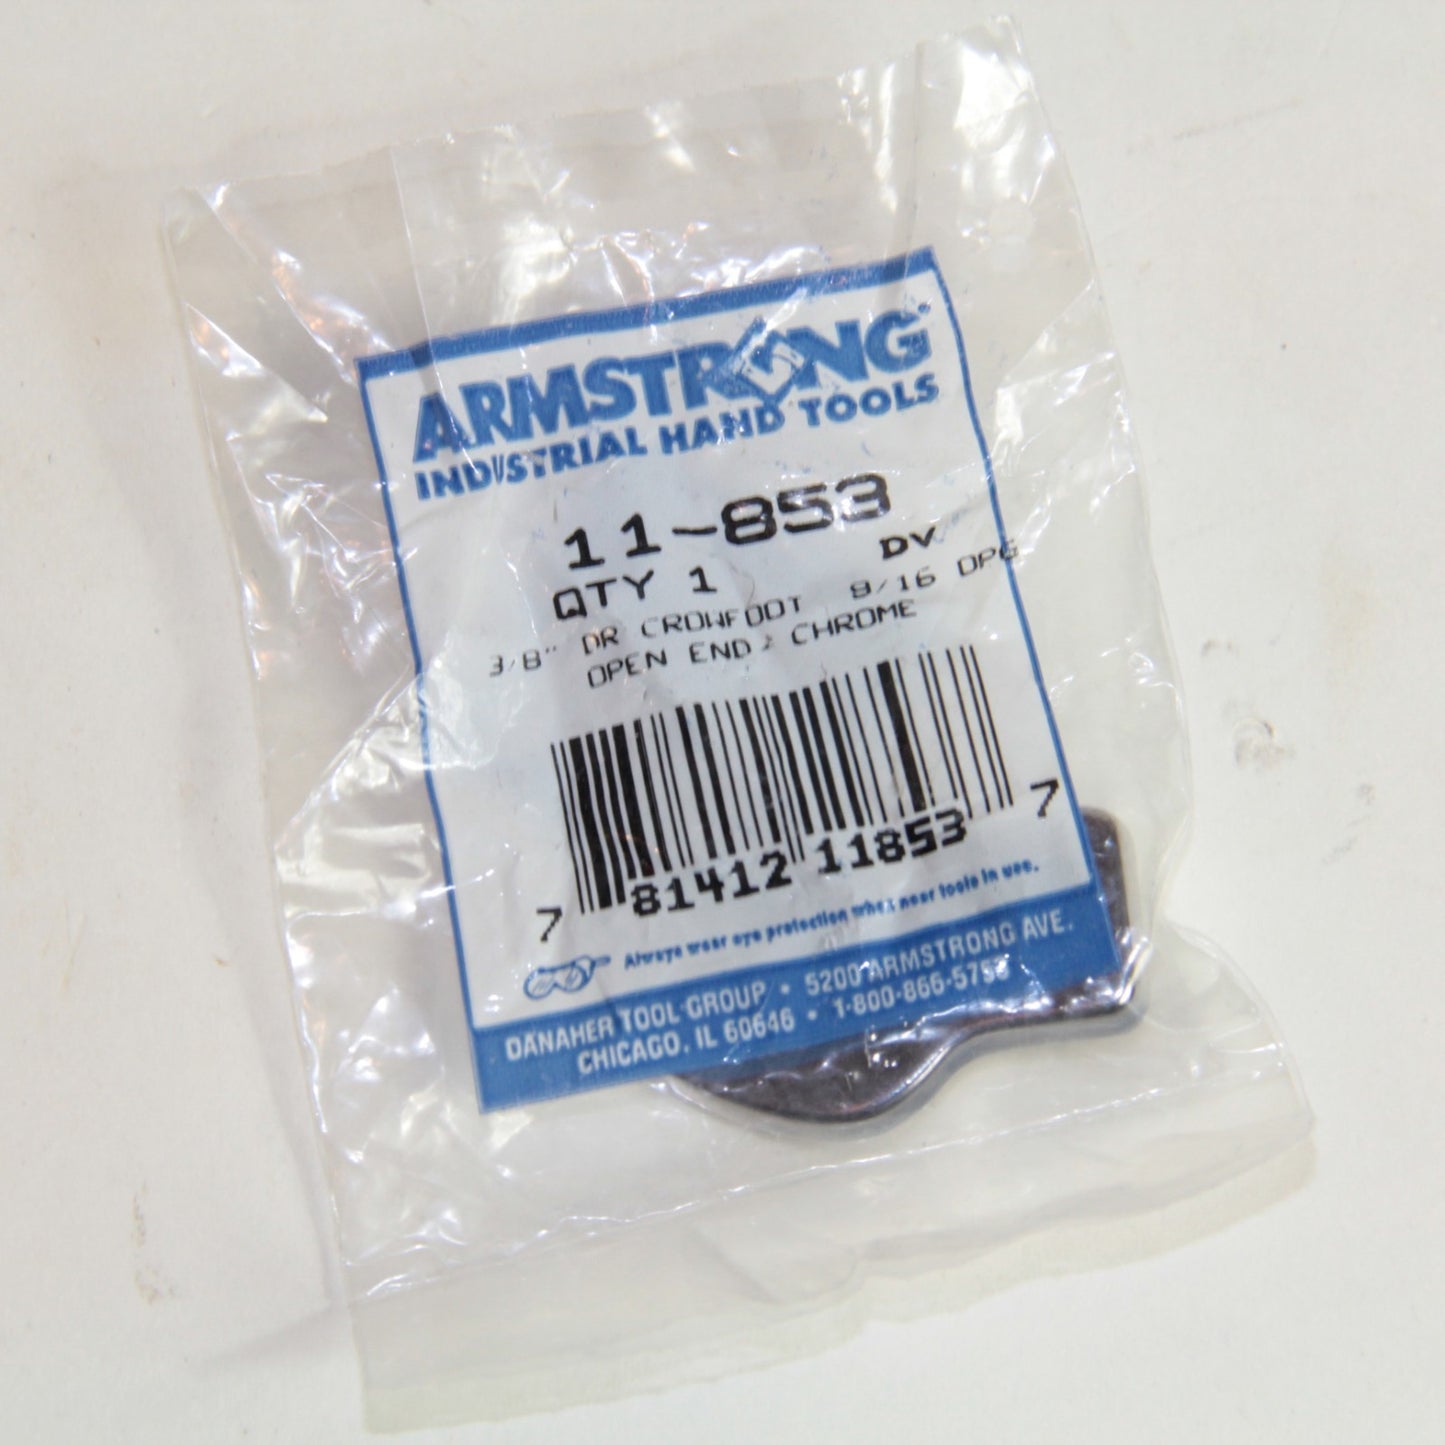 ARMSTRONG
INDUSTRIAL HAND TOOLS
11-853
QTY 1 DV
3/8" DR CROWFOOT 9/16 OPG
OPEN END, CHROME
7 81412 11853 7
Always wear eye protection when near tools in use.
DANAHER TOOL GROUP • 5200 ARMSTRONG AVE.
CHICAGO, IL 60646 • 1-800-866-5753